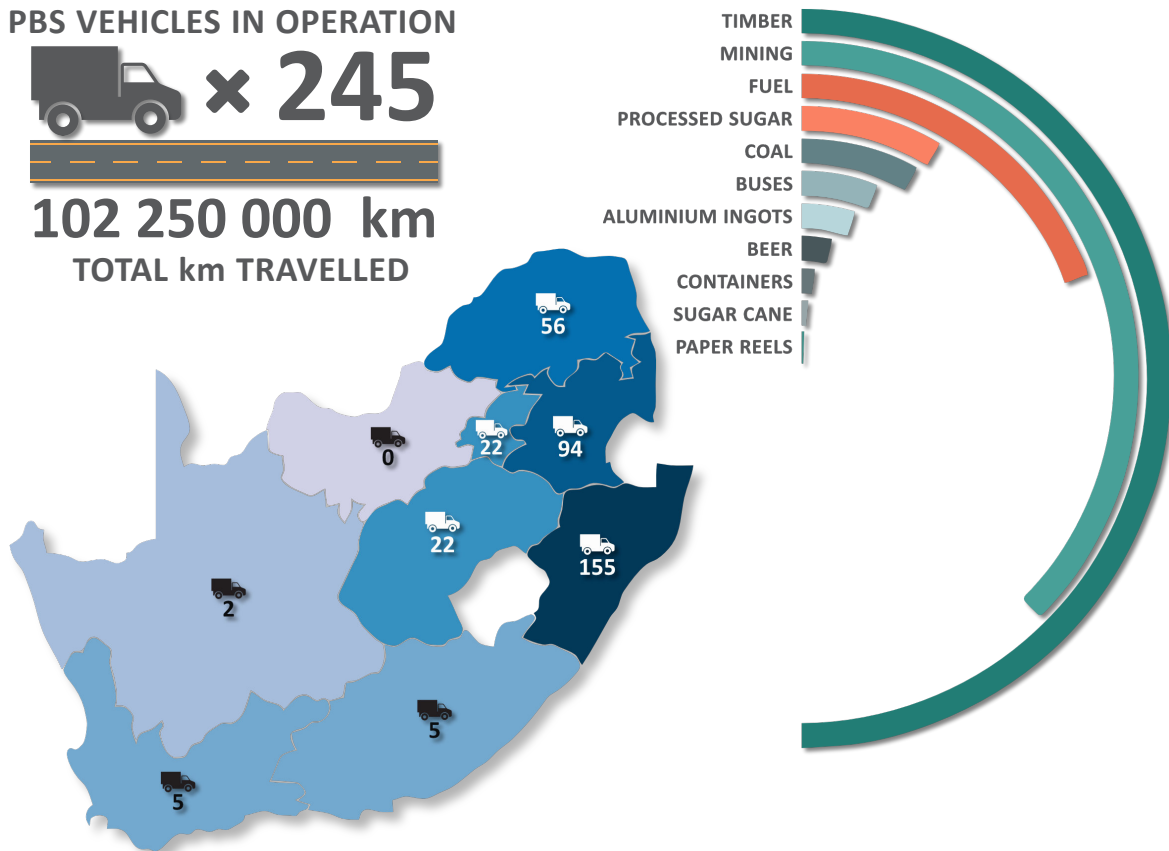 PBS VEHICLES IN OPERATION
× 245
102 250 000 km
TOTAL km TRAVELLED
TIMBER
MINING
FUEL
PROCESSED SUGAR
COAL
BUSES
ALUMINIUM INGOTS
BEER
CONTAINERS
SUGAR CANE
PAPER REELS
56
0
22
94
22
155
2
5
5